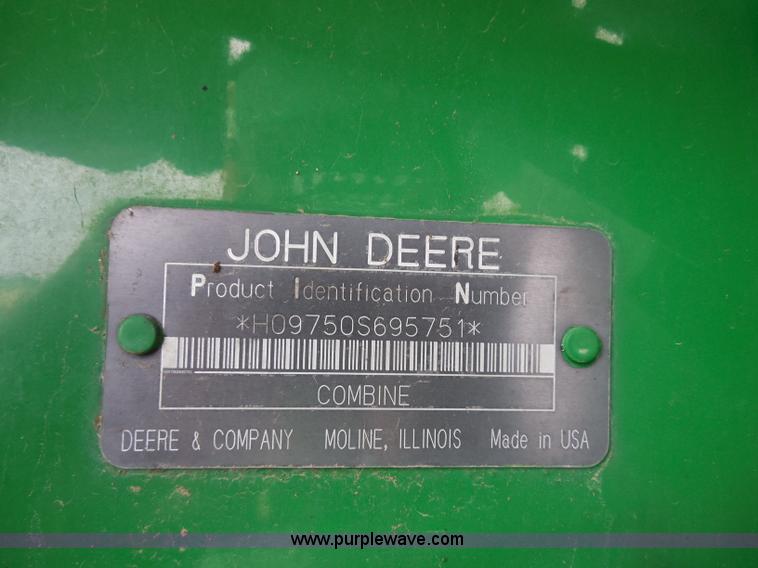 JOHN DEERE
Product Identification Number
*H09750S695751*
COMBINE
DEERE & COMPANY MOLINE, ILLINOIS Made in USA
www.purplewave.com